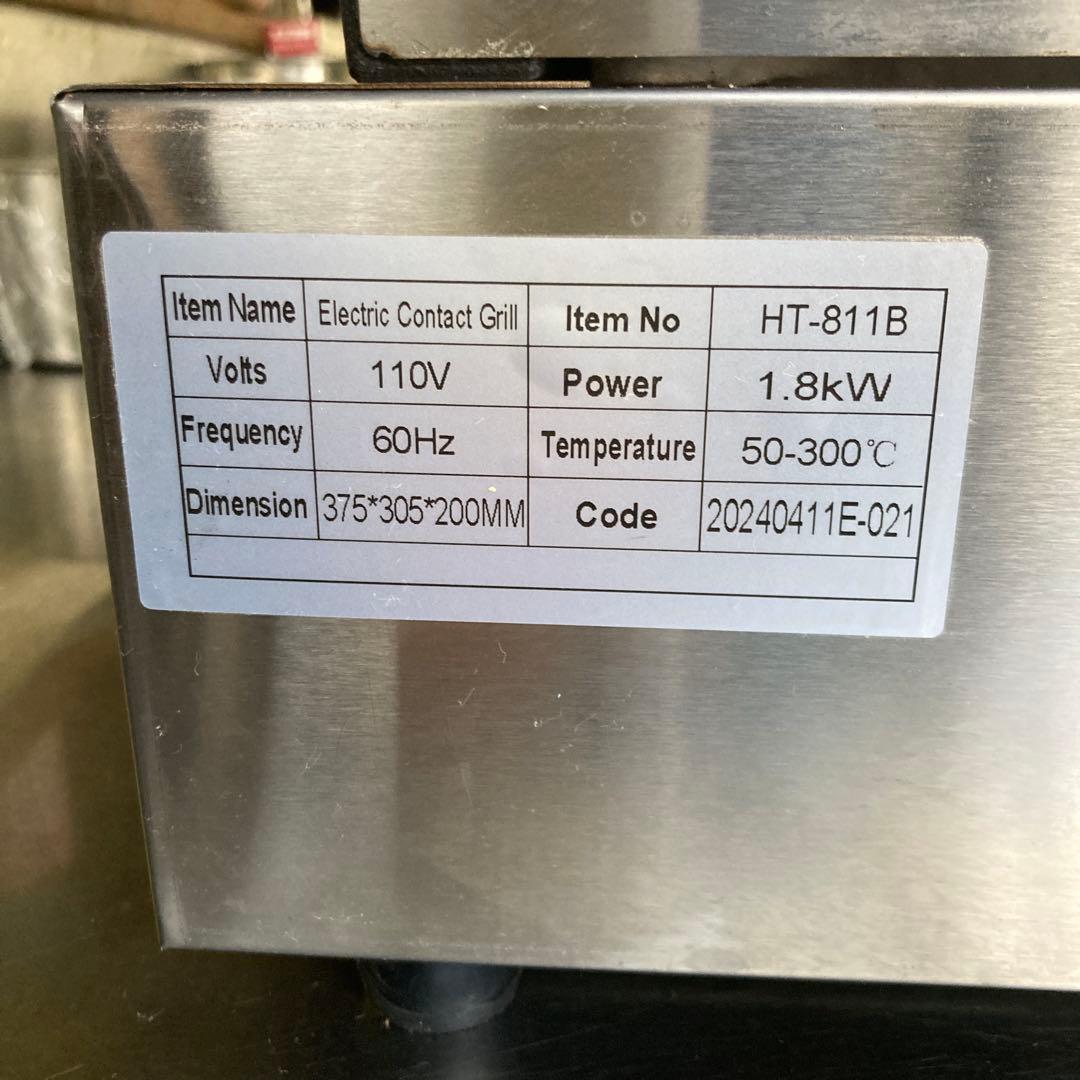 Item Name Electric Contact Grill Item No HT-811B
Volts 110V Power 1.8kW
Frequency 60Hz Temperature 50-300℃
Dimension 375*305*200MM Code 20240411E-021